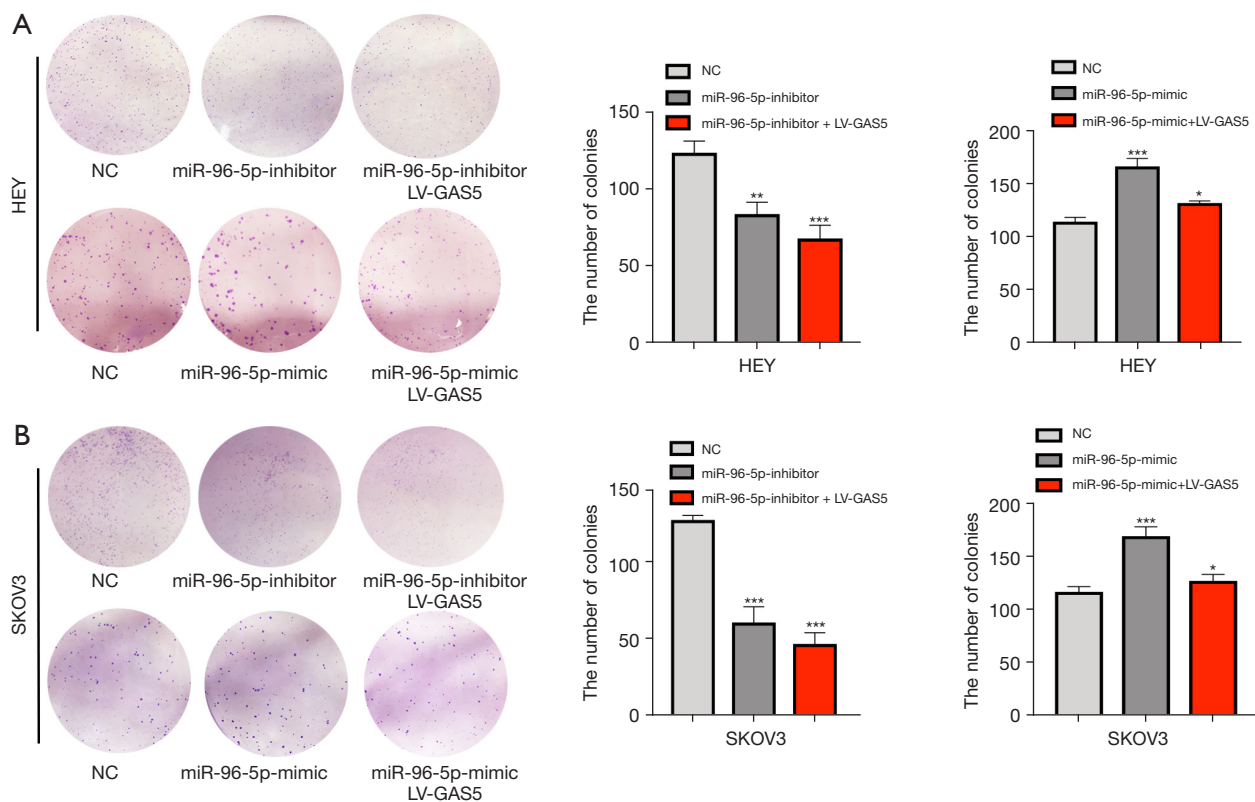 A
HEY
NC
miR-96-5p-inhibitor
miR-96-5p-inhibitor
LV-GAS5
NC
miR-96-5p-mimic
miR-96-5p-mimic
LV-GAS5
NC
miR-96-5p-inhibitor
miR-96-5p-inhibitor + LV-GAS5
The number of colonies
150
100
50
0
**
***
HEY
NC
miR-96-5p-mimic
miR-96-5p-mimic+LV-GAS5
The number of colonies
200
150
100
50
0
***
*
HEY
B
SKOV3
NC
miR-96-5p-inhibitor
miR-96-5p-inhibitor
LV-GAS5
NC
miR-96-5p-mimic
miR-96-5p-mimic
LV-GAS5
NC
miR-96-5p-inhibitor
miR-96-5p-inhibitor + LV-GAS5
The number of colonies
150
100
50
0
***
***
SKOV3
NC
miR-96-5p-mimic
miR-96-5p-mimic+LV-GAS5
The number of colonies
200
150
100
50
0
***
*
SKOV3